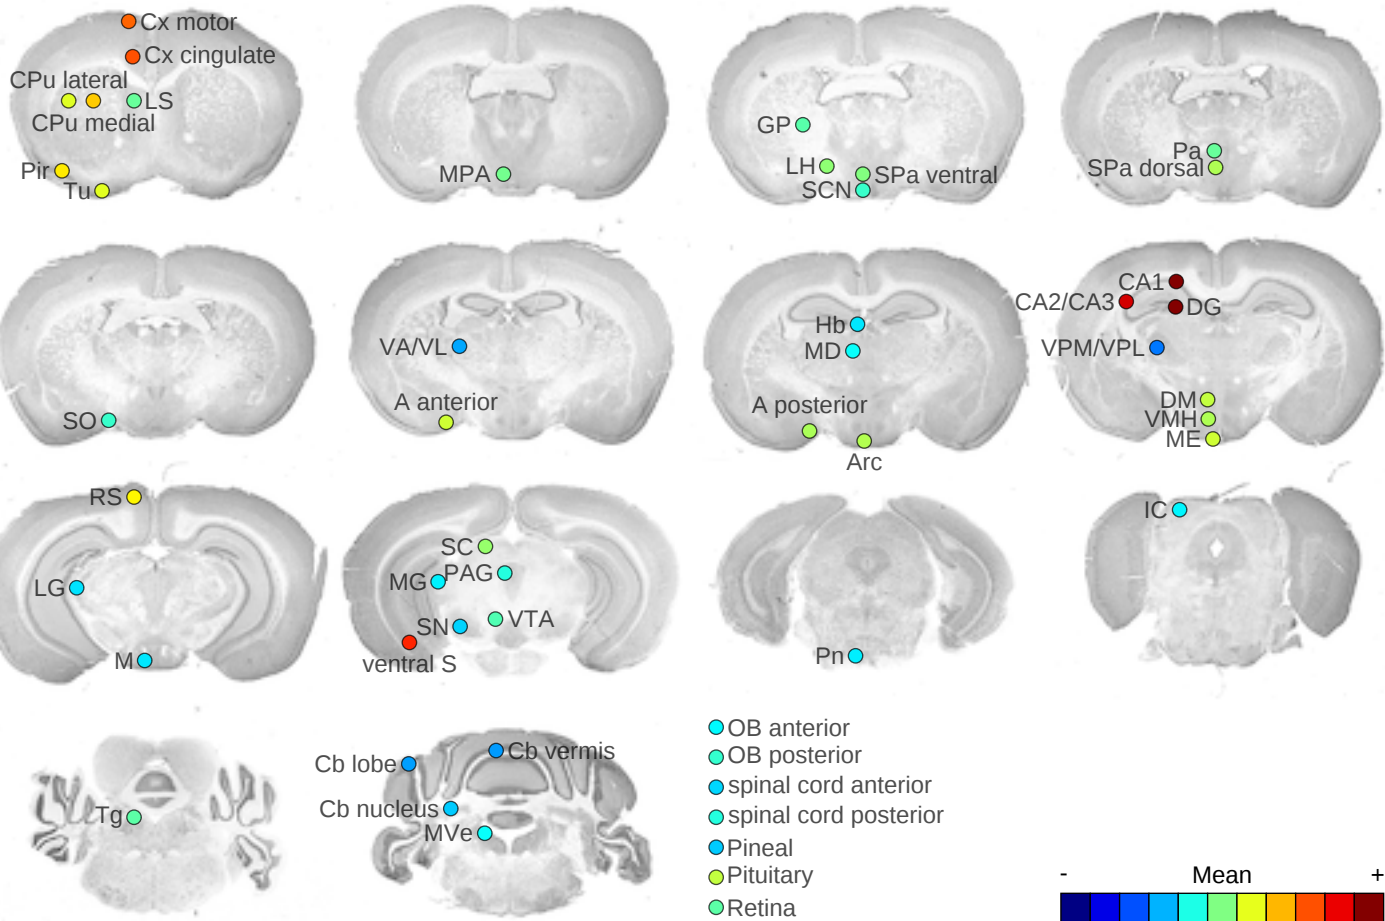 Cx motor
Cx cingulate
CPu lateral
LS
CPu medial
Pir
Tu
MPA
GP
LH
SPa ventral
SCN
Pa
SPa dorsal
SO
VA/VL
A anterior
Hb
MD
A posterior
Arc
CA1
CA2/CA3
DG
VPM/VPL
DM
VMH
ME
RS
LG
M
SC
MG
PAG
SN
VTA
ventral S
Pn
IC
Tg
Cb lobe
Cb vermis
Cb nucleus
MVe
OB anterior
OB posterior
spinal cord anterior
spinal cord posterior
Pineal
Pituitary
Retina
- Mean +